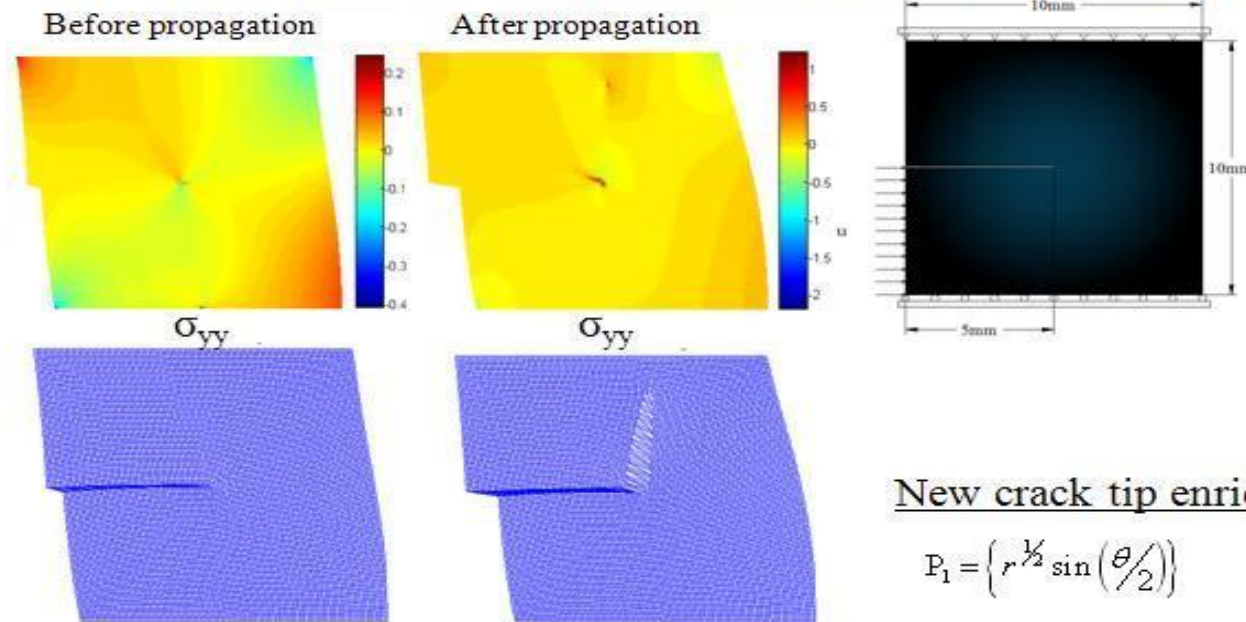 Before propagation
After propagation
0.2
0.1
0
-0.1
-0.2
-0.3
-0.4
1
0.5
0
-0.5
-1
-1.5
-2
u
10mm
10mm
5mm
σyy
σyy
New crack tip enric
P₁ = {r^½ sin(θ/2)}